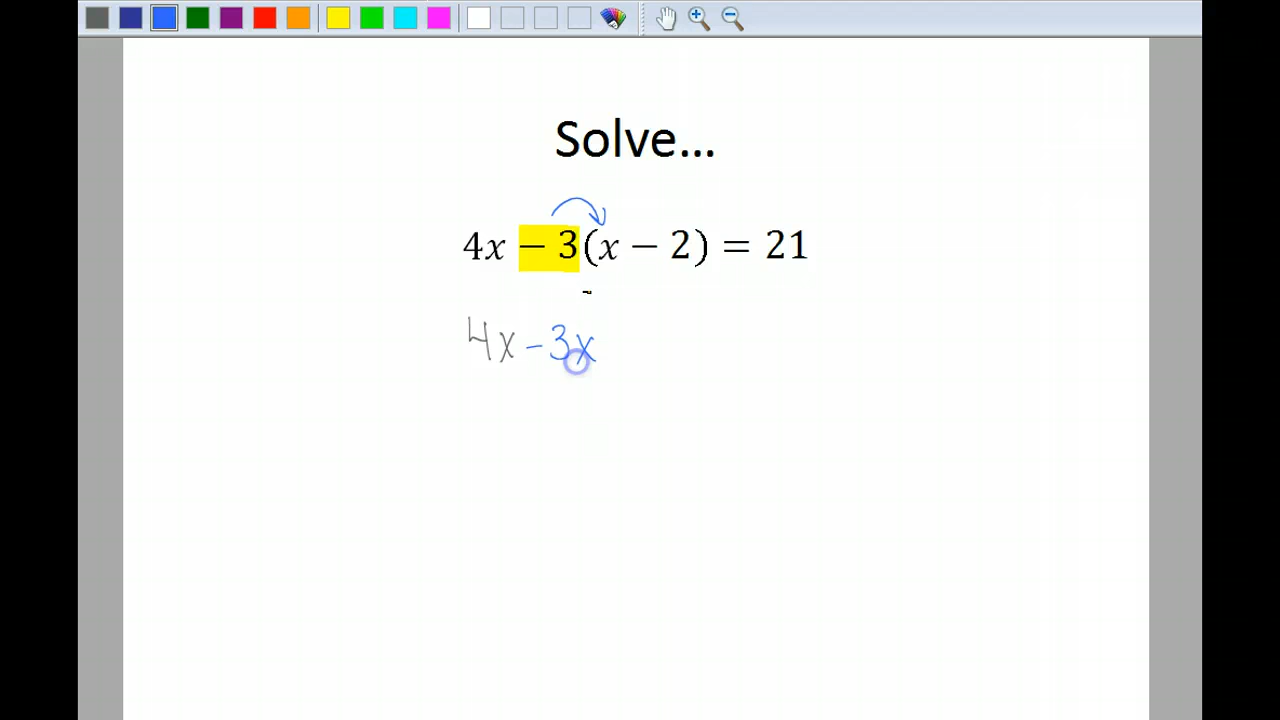 Solve...
4x − 3(x − 2) = 21
4x - 3x